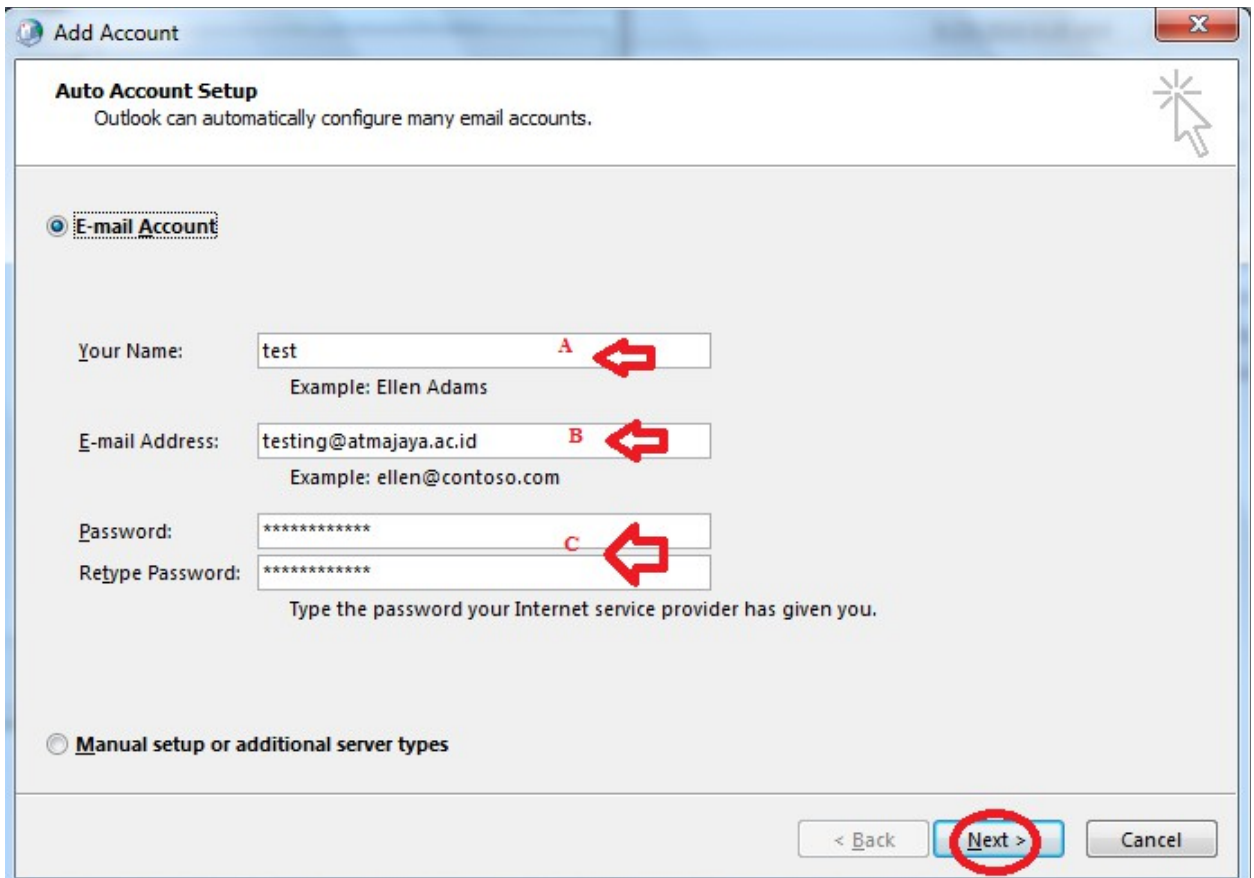 Add Account
Auto Account Setup
Outlook can automatically configure many email accounts.
E-mail Account
Your Name: test A
Example: Ellen Adams
E-mail Address: testing@atmajaya.ac.id B
Example: ellen@contoso.com
Password: ************
C
Retype Password: ************
Type the password your Internet service provider has given you.
Manual setup or additional server types
< Back Next > Cancel